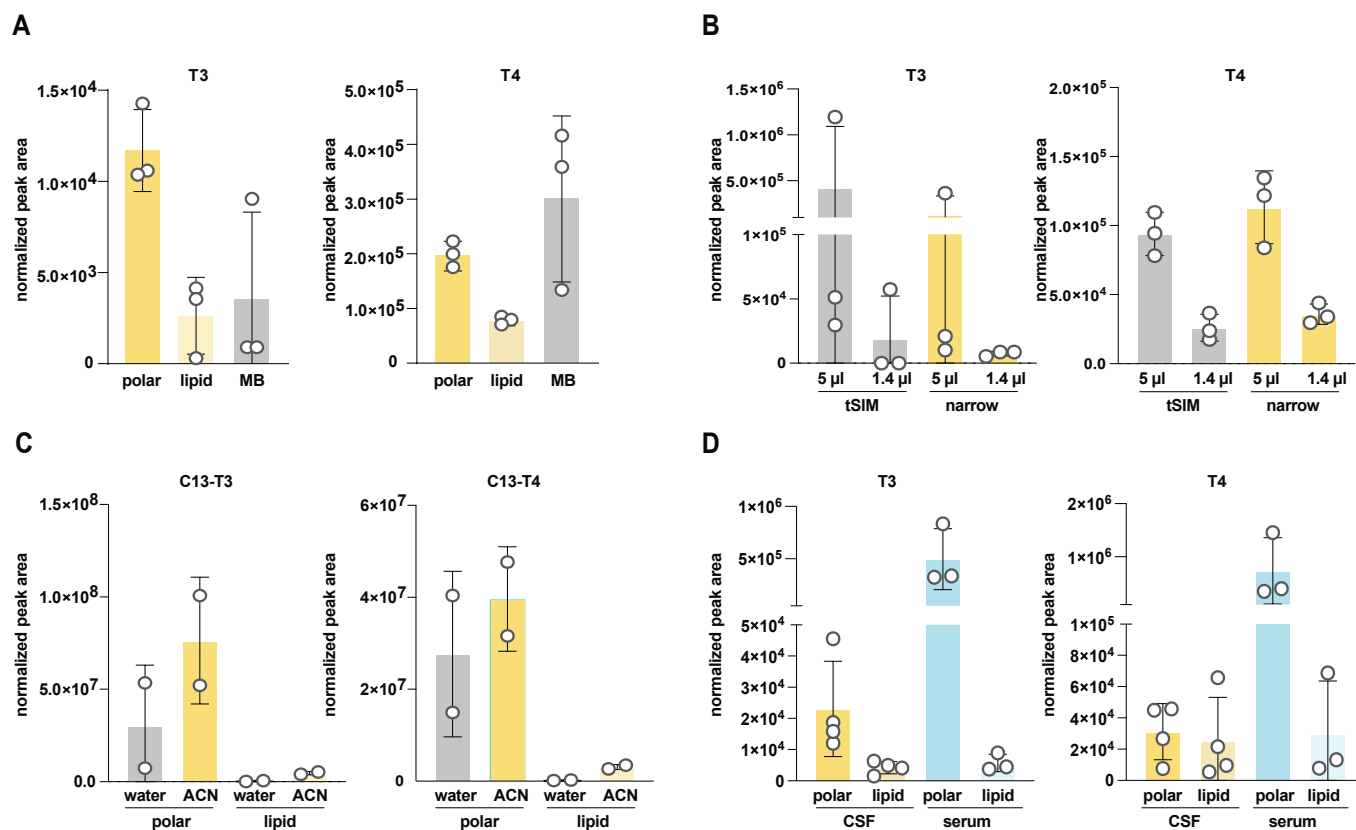 A
T3
normalized peak area
1.5×10⁴
1.0×10⁴
5.0×10³
0
polar lipid MB
T4
normalized peak area
5.0×10⁵
4.0×10⁵
3.0×10⁵
2.0×10⁵
1.0×10⁵
0
polar lipid MB
B
T3
normalized peak area
1.5×10⁶
1.0×10⁶
5.0×10⁵
1×10⁵
5×10⁴
0
5 µl 1.4 µl 5 µl 1.4 µl
tSIM narrow
T4
normalized peak area
2.0×10⁵
1.5×10⁵
1.0×10⁵
5.0×10⁴
0.0
5 µl 1.4 µl 5 µl 1.4 µl
tSIM narrow
C
C13-T3
normalized peak area
1.5×10⁸
1.0×10⁸
5.0×10⁷
0.0
water ACN water ACN
polar lipid
C13-T4
normalized peak area
6×10⁷
4×10⁷
2×10⁷
0
water ACN water ACN
polar lipid
D
T3
normalized peak area
1×10⁶
5×10⁵
5×10⁴
4×10⁴
3×10⁴
2×10⁴
1×10⁴
0
polar lipid polar lipid
CSF serum
T4
normalized peak area
2×10⁶
1×10⁶
1×10⁵
8×10⁴
6×10⁴
4×10⁴
2×10⁴
0
polar lipid polar lipid
CSF serum